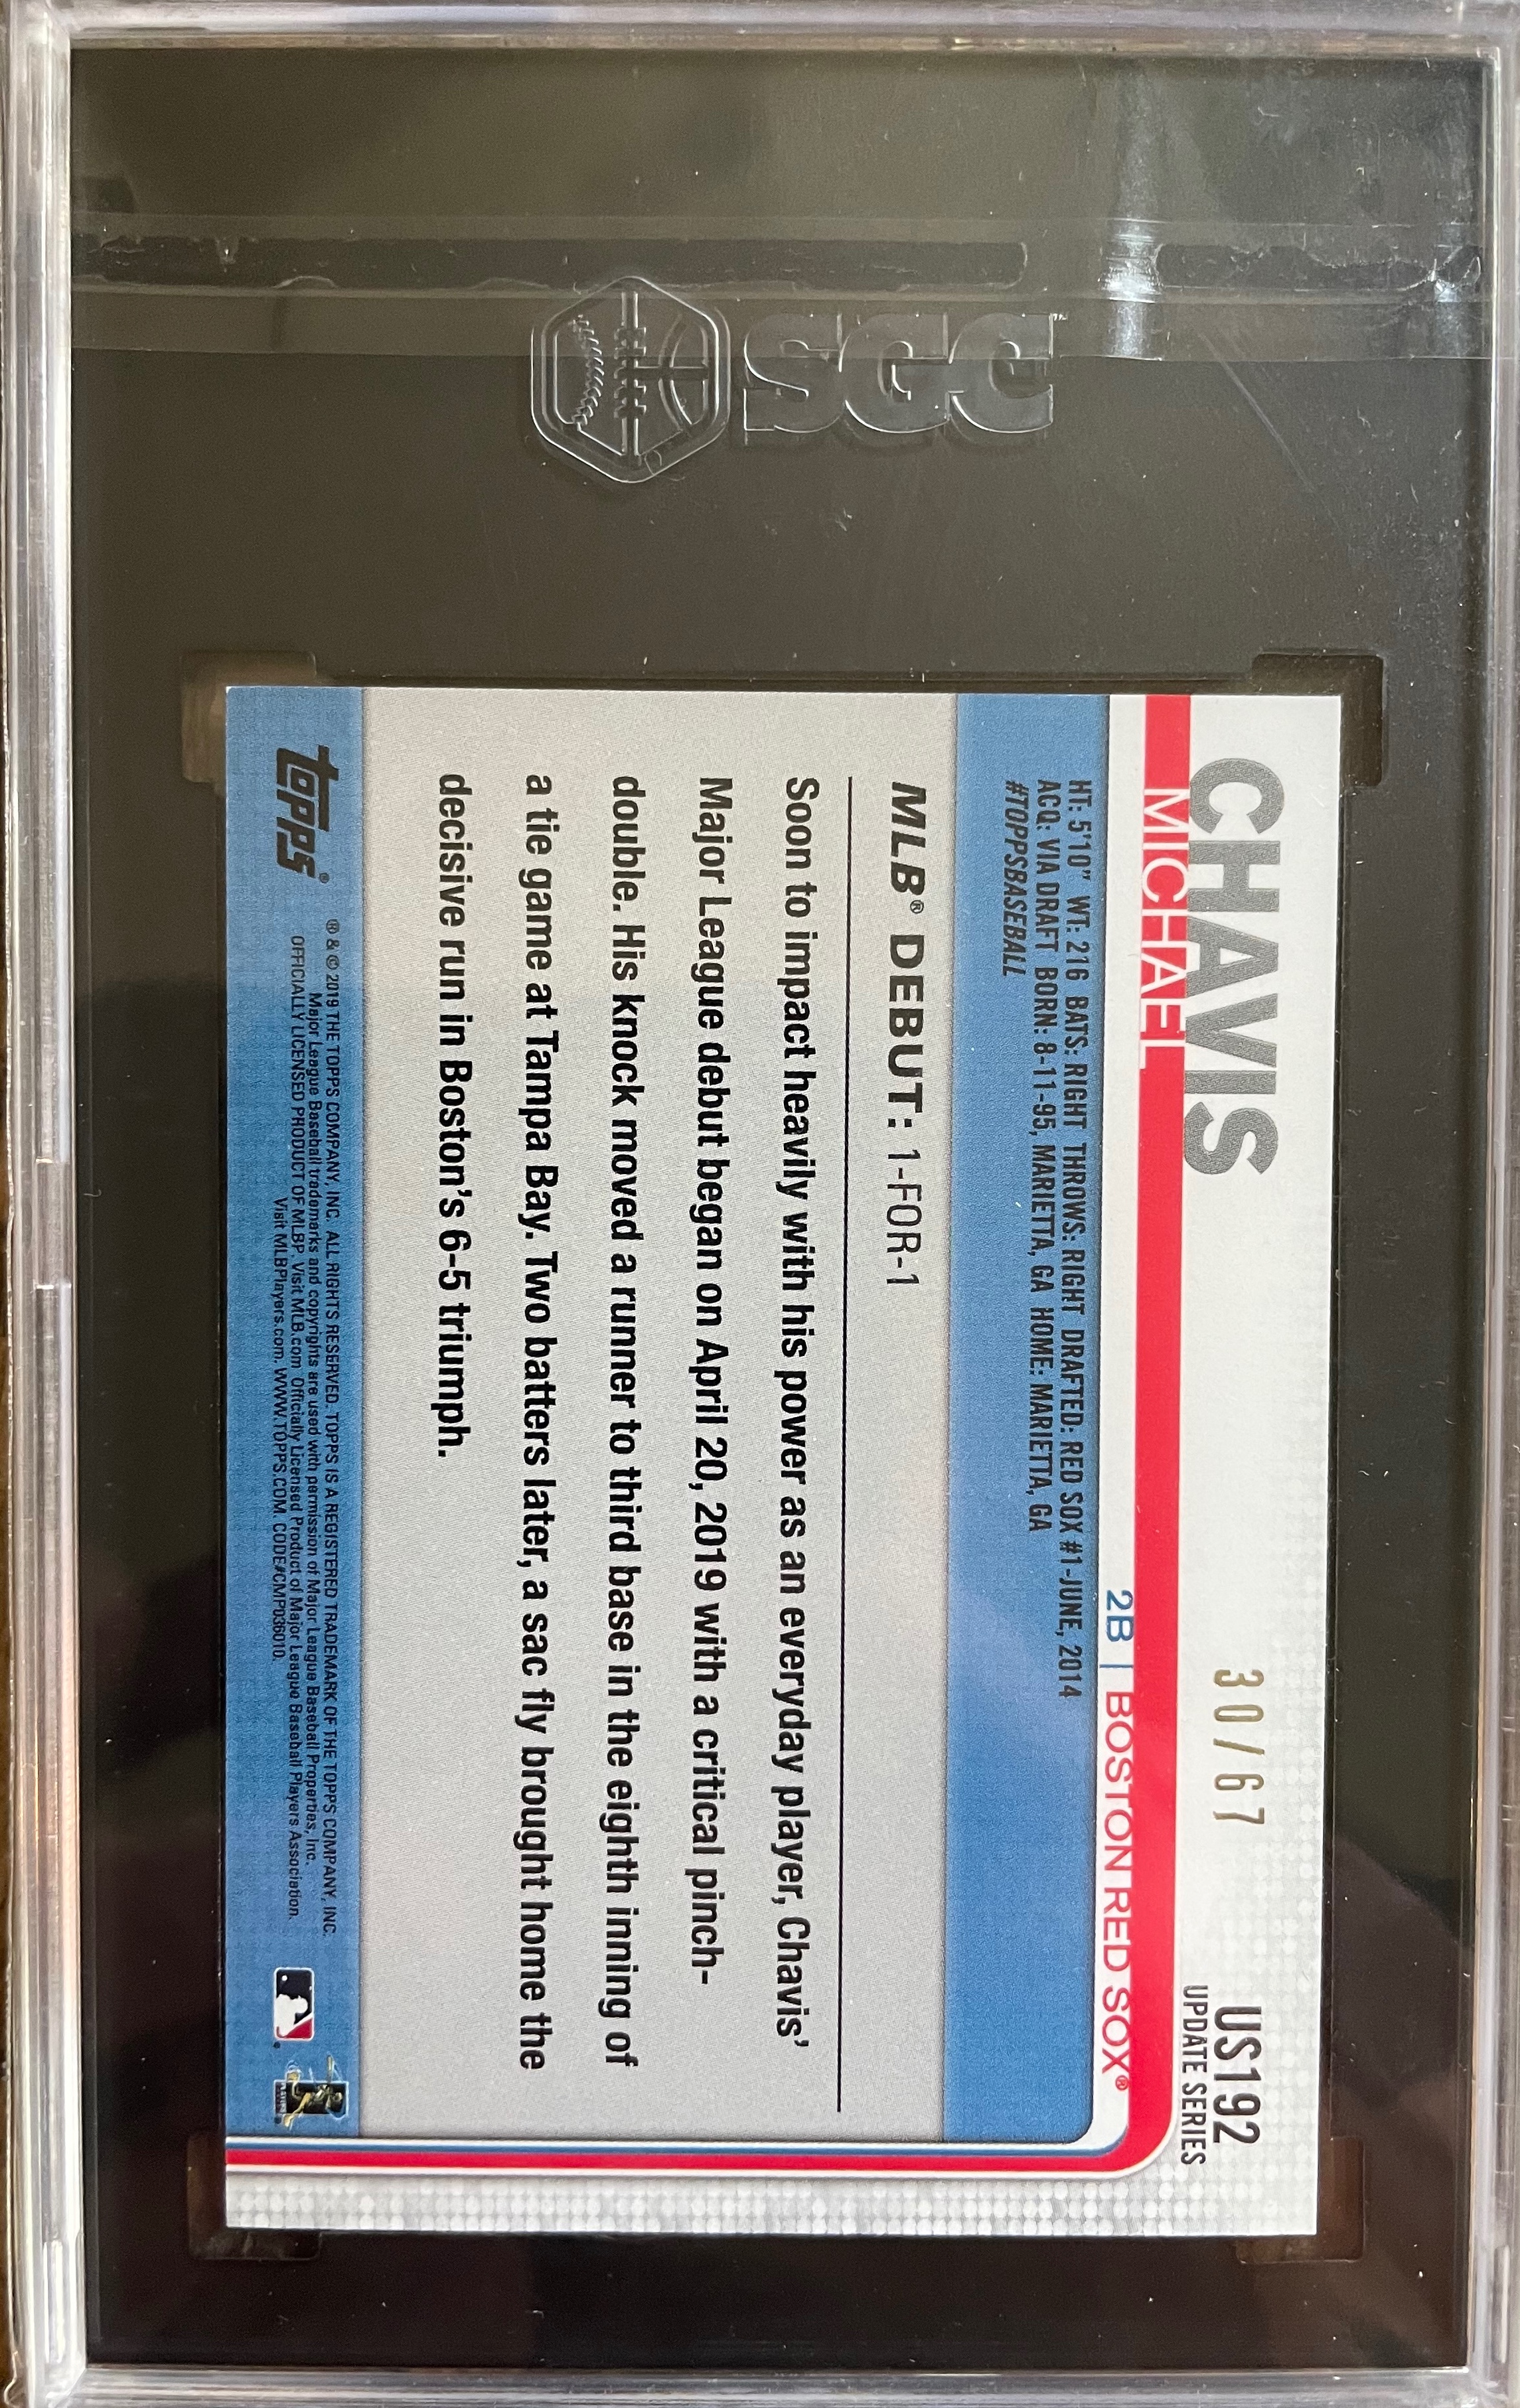 SGC
CHAVIS
MICHAEL
30/67
US192
UPDATE SERIES
2B | BOSTON RED SOX®
HT: 5'10" WT: 216 BATS: RIGHT THROWS: RIGHT DRAFTED: RED SOX #1-JUNE, 2014
ACQ: VIA DRAFT BORN: 8-11-95, MARIETTA, GA HOME: MARIETTA, GA
#TOPPSBASEBALL
MLB® DEBUT: 1-FOR-1
Soon to impact heavily with his power as an everyday player, Chavis'
Major League debut began on April 20, 2019 with a critical pinch-
double. His knock moved a runner to third base in the eighth inning of
a tie game at Tampa Bay. Two batters later, a sac fly brought home the
decisive run in Boston's 6-5 triumph.
topps®
® & © 2019 THE TOPPS COMPANY, INC. ALL RIGHTS RESERVED. TOPPS IS A REGISTERED TRADEMARK OF THE TOPPS COMPANY, INC.
Major League Baseball trademarks and copyrights are used with permission of Major League Baseball Properties, Inc.
OFFICIALLY LICENSED PRODUCT OF MLBP. Visit MLB.com Officially Licensed Product of Major League Baseball Players Association.
Visit MLBPlayers.com. WWW.TOPPS.COM. CODE#CMP036010.